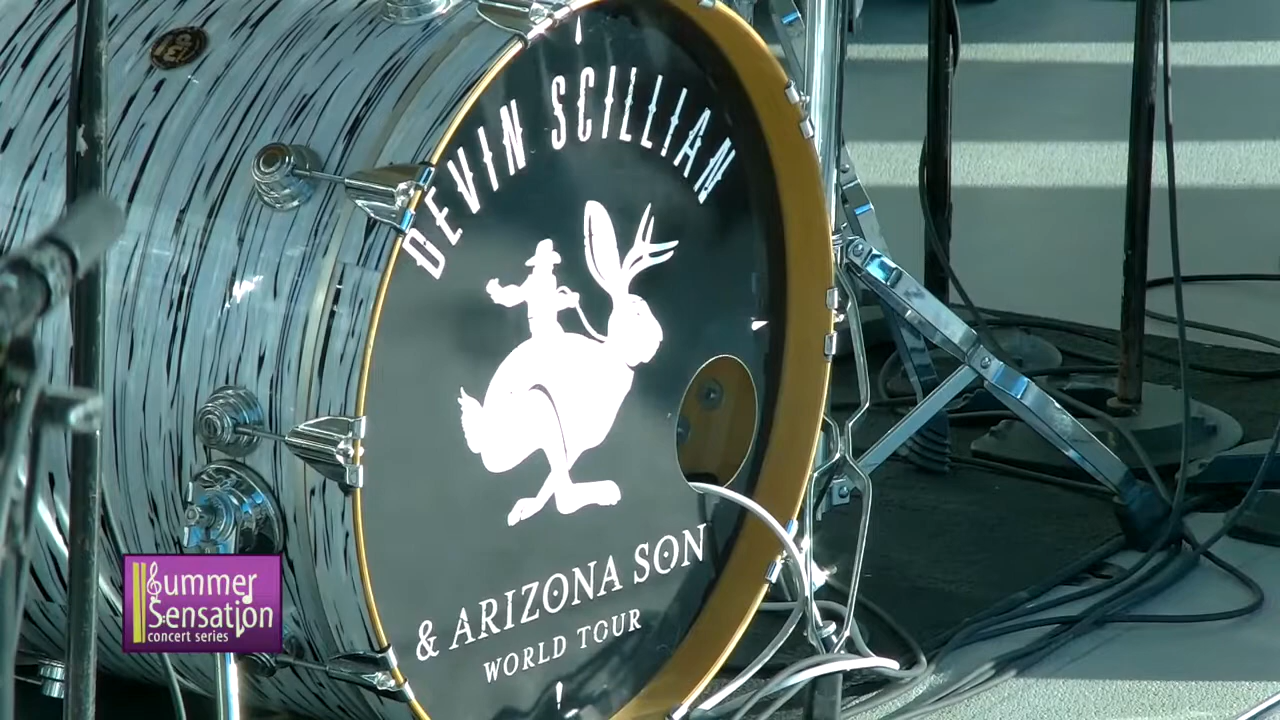 DEVIN SCILLIAN
& ARIZONA SON
WORLD TOUR
Summer
Sensation
concert series